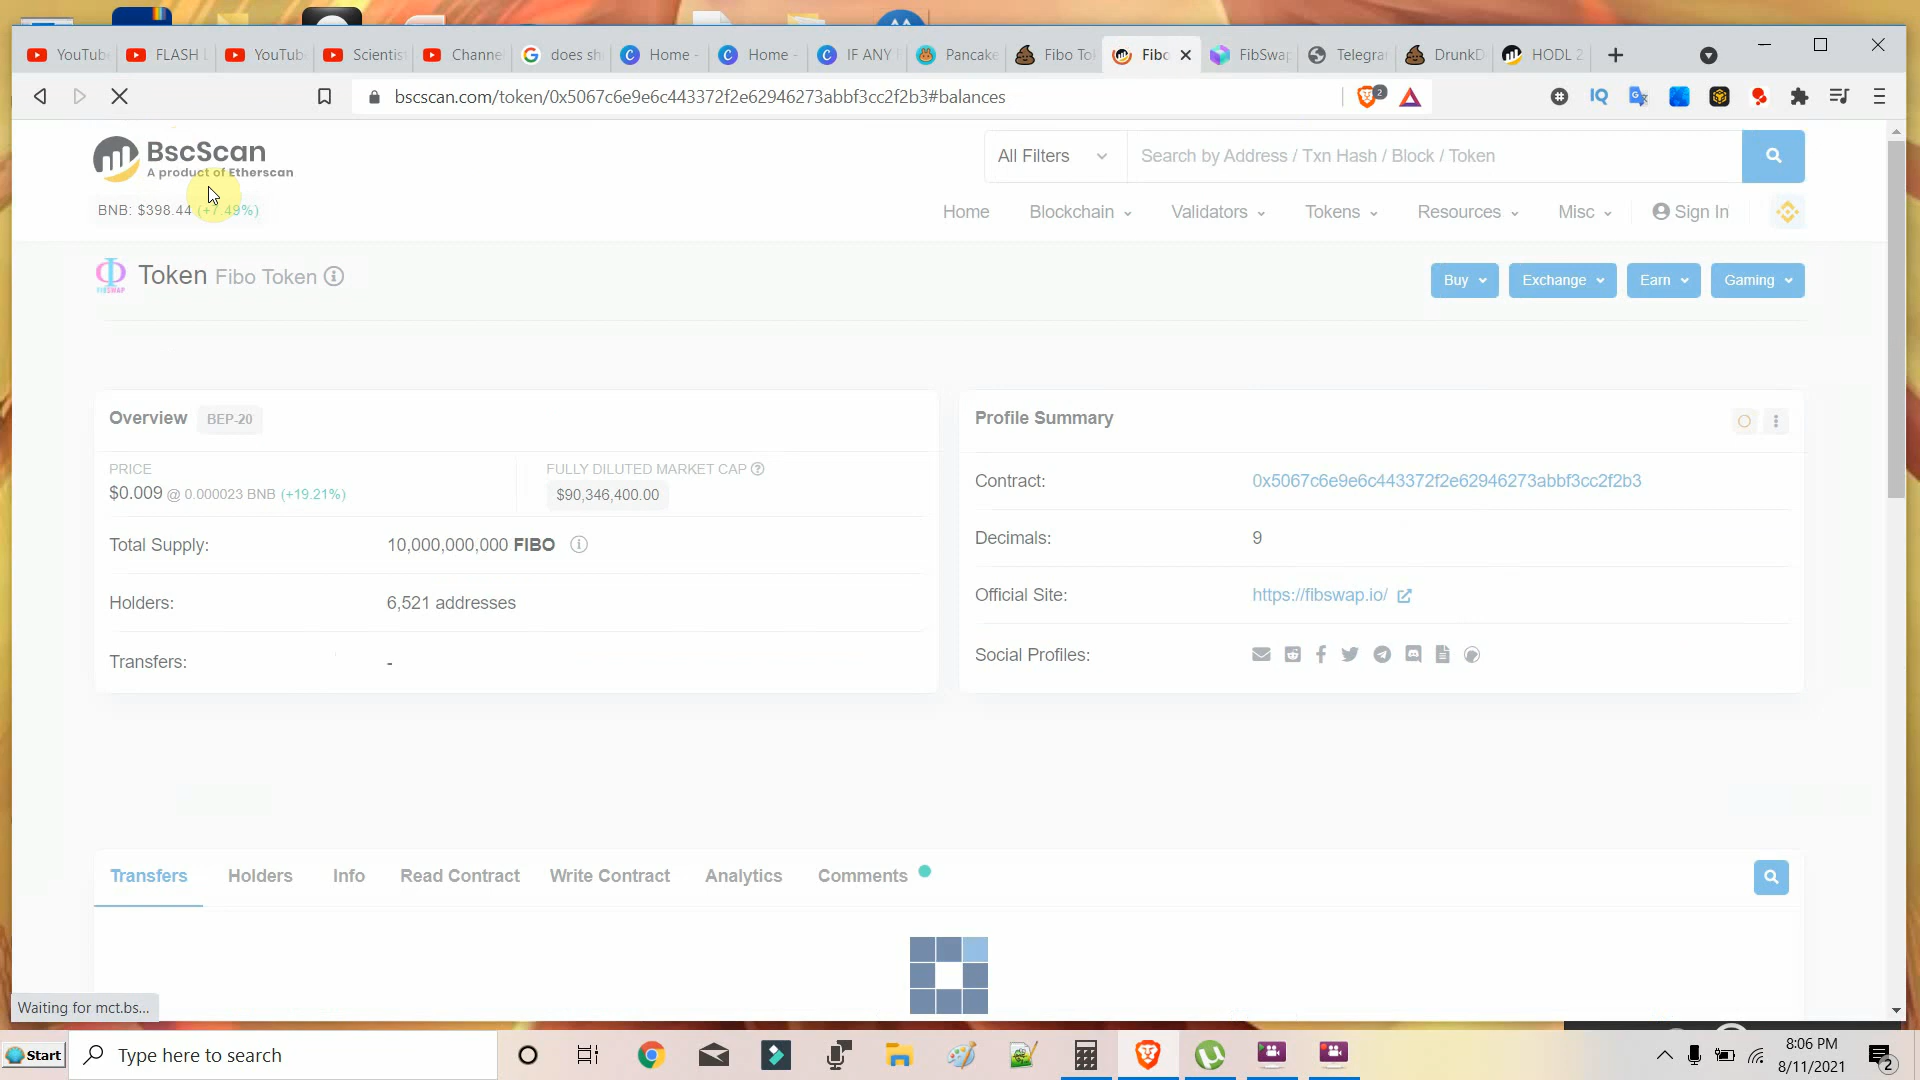 YouTub
FLASH L
YouTub
Scientis
Channe
does sh
Home -
Home -
IF ANY
Pancake
Fibo To
Fibo
FibSwap
Telegra
DrunkD
HODL 2
bscscan.com/token/0x5067c6e9e6c443372f2e62946273abbf3cc2f2b3#balances
2
BscScan
A product of Etherscan
All Filters
Search by Address / Txn Hash / Block / Token
BNB: $398.44 (+7.49%)
Home
Blockchain
Validators
Tokens
Resources
Misc
Sign In
Token Fibo Token
Buy
Exchange
Earn
Gaming
Overview
BEP-20
PRICE
$0.009 @ 0.000023 BNB (+19.21%)
FULLY DILUTED MARKET CAP
$90,346,400.00
Total Supply:
10,000,000,000 FIBO
Holders:
6,521 addresses
Transfers:
-
Profile Summary
Contract:
0x5067c6e9e6c443372f2e62946273abbf3cc2f2b3
Decimals:
9
Official Site:
https://fibswap.io/
Social Profiles:
Transfers
Holders
Info
Read Contract
Write Contract
Analytics
Comments
Waiting for mct.bs...
Start
Type here to search
8:06 PM
8/11/2021
2